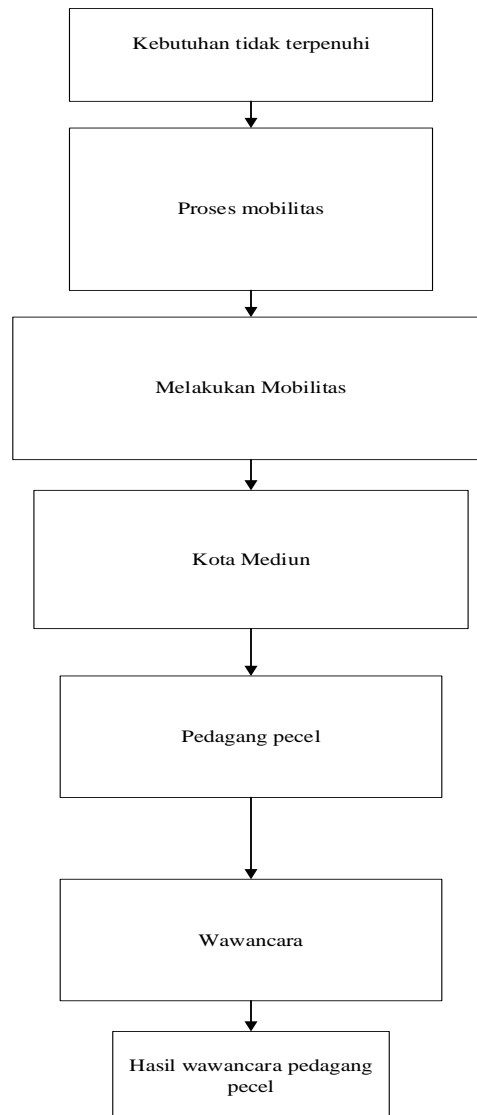 Kebutuhan tidak terpenuhi
Proses mobilitas
Melakukan Mobilitas
Kota Mediun
Pedagang pecel
Wawancara
Hasil wawancara pedagang
pecel